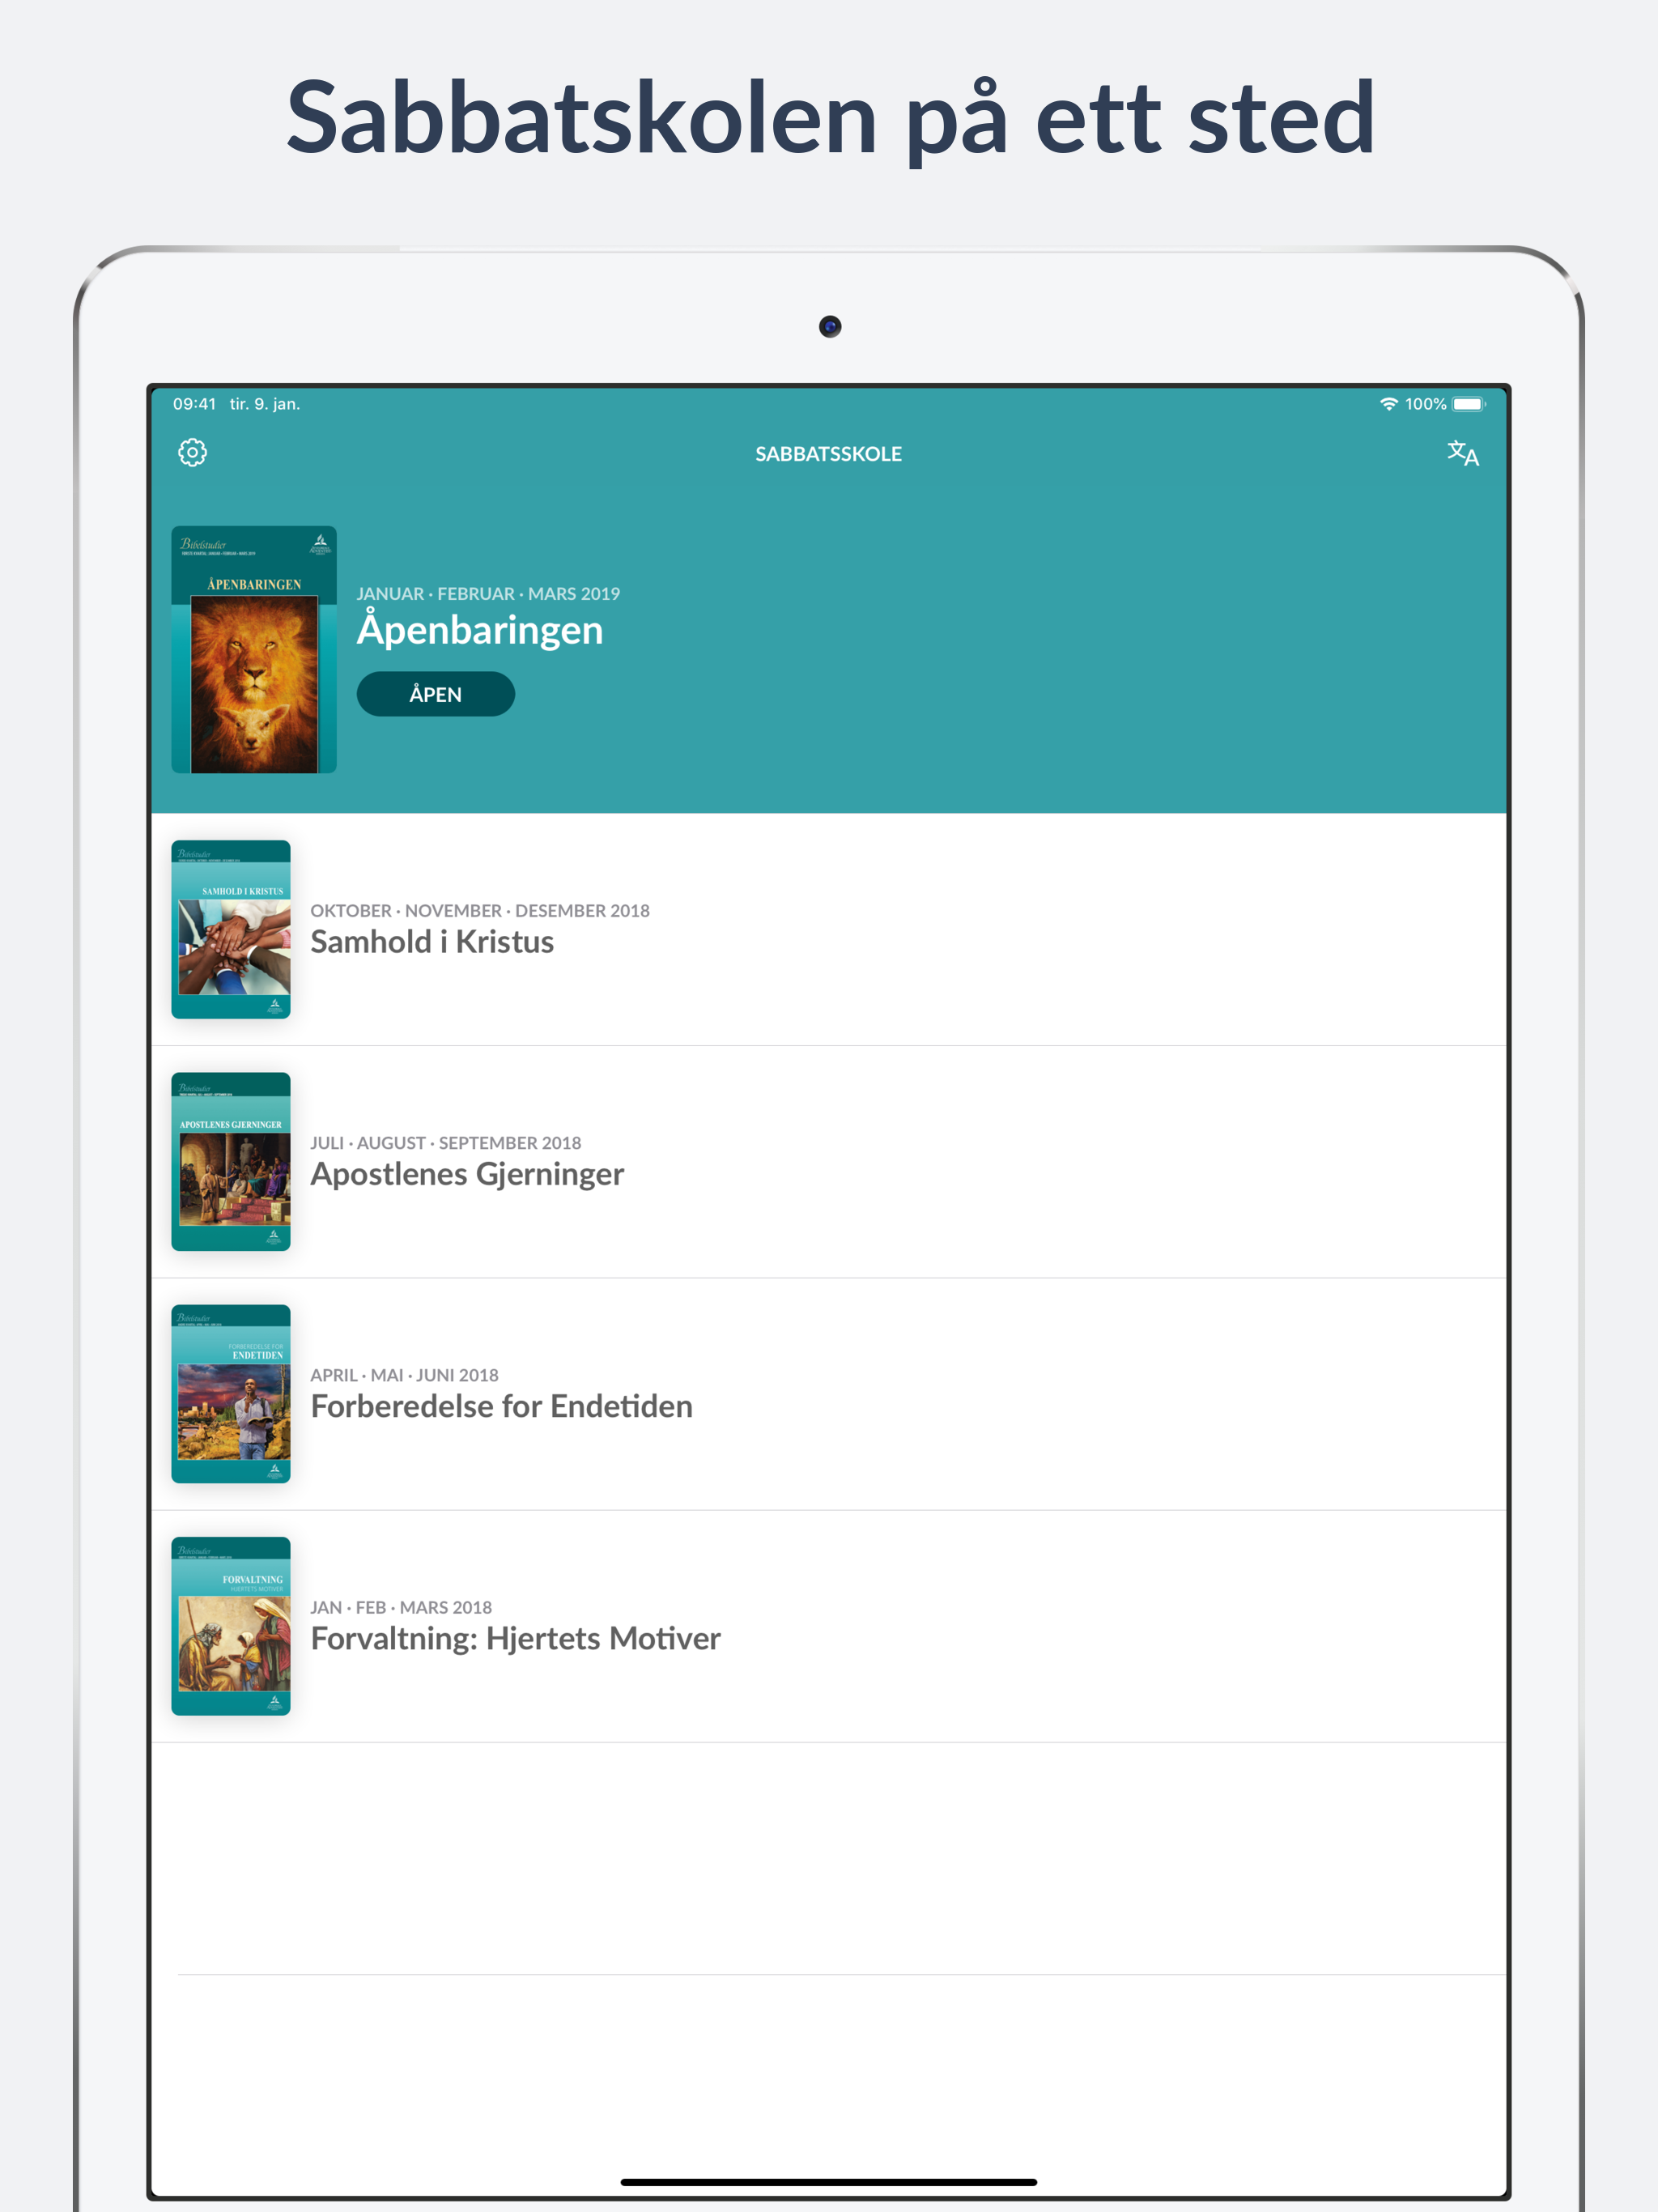 Sabbatskolen på ett sted
09:41 tir. 9. jan.
100%
SABBATSSKOLE
文A
Bibelstudier
ÅPENBARINGEN
JANUAR · FEBRUAR · MARS 2019
Åpenbaringen
ÅPEN
Bibelstudier
SAMHOLD I KRISTUS
OKTOBER · NOVEMBER · DESEMBER 2018
Samhold i Kristus
Bibelstudier
APOSTLENES GJERNINGER
JULI · AUGUST · SEPTEMBER 2018
Apostlenes Gjerninger
Bibelstudier
FORBEREDELSE FOR
ENDETIDEN
APRIL · MAI · JUNI 2018
Forberedelse for Endetiden
Bibelstudier
FORVALTNING
HJERTETS MOTIVER
JAN · FEB · MARS 2018
Forvaltning: Hjertets Motiver